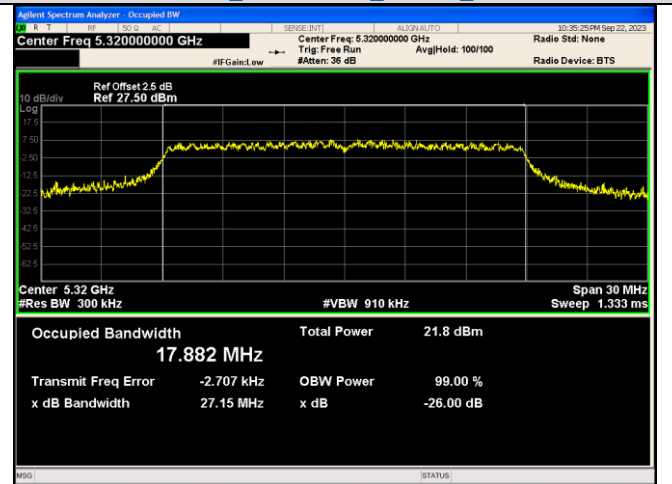 Agilent Spectrum Analyzer - Occupied BW
R T RF 50 Ω AC SENSE:INT ALIGN AUTO 10:35:25 PM Sep 22, 2023
Center Freq 5.320000000 GHz Center Freq: 5.320000000 GHz Radio Std: None
Trig: Free Run Avg|Hold: 100/100
#IFGain:Low #Atten: 36 dB Radio Device: BTS
Ref Offset 2.5 dB
10 dB/div Ref 27.50 dBm
Log
17.5
7.50
-2.50
-12.5
-22.5
-32.5
-42.5
-52.5
-62.5
Center 5.32 GHz Span 30 MHz
#Res BW 300 kHz #VBW 910 kHz Sweep 1.333 ms
Occupied Bandwidth Total Power 21.8 dBm
17.882 MHz
Transmit Freq Error -2.707 kHz OBW Power 99.00 %
x dB Bandwidth 27.15 MHz x dB -26.00 dB
MSG STATUS